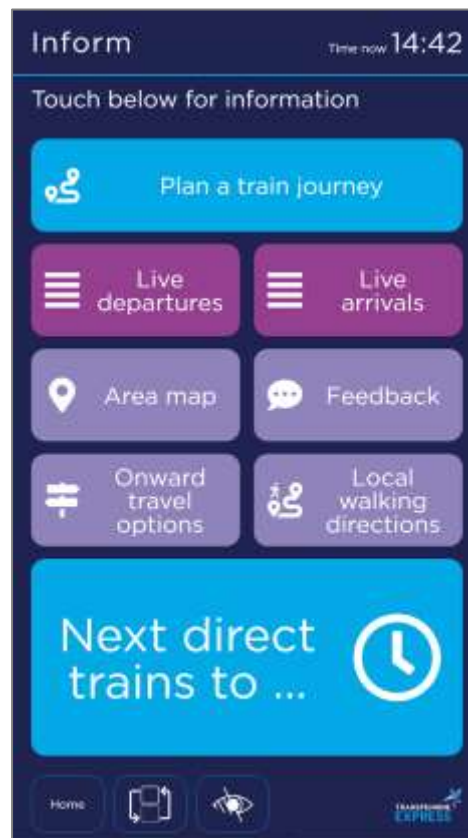 Inform
Time now 14:42
Touch below for information
Plan a train journey
Live
departures
Live
arrivals
Area map
Feedback
Onward
travel
options
Local
walking
directions
Next direct
trains to ...
Home
TRANSPENNINE
EXPRESS